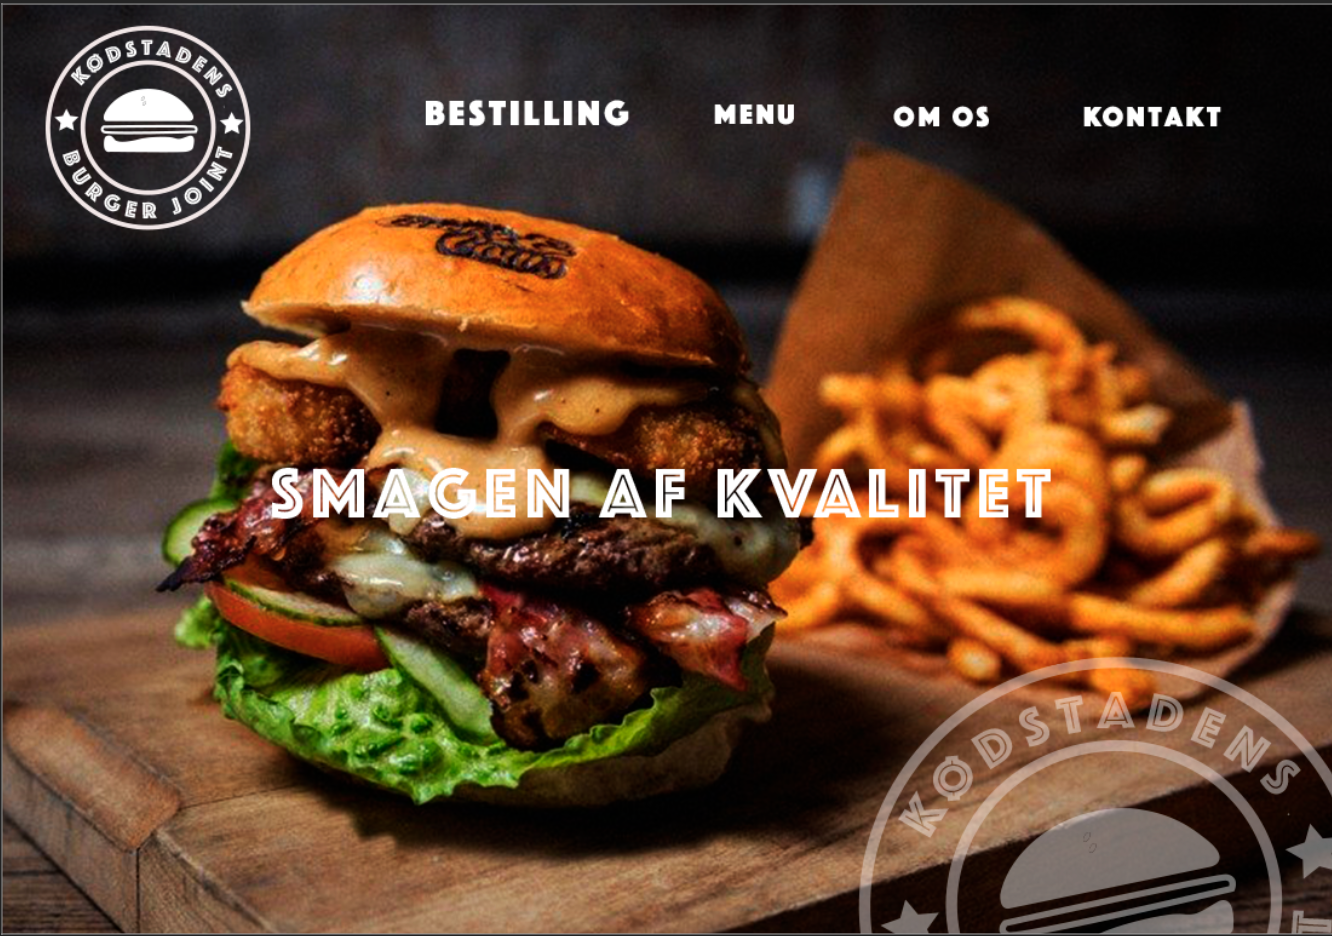 KØDSTADENS
BURGER JOINT
BESTILLING
MENU
OM OS
KONTAKT
SMAGEN AF KVALITET
KØDSTADENS